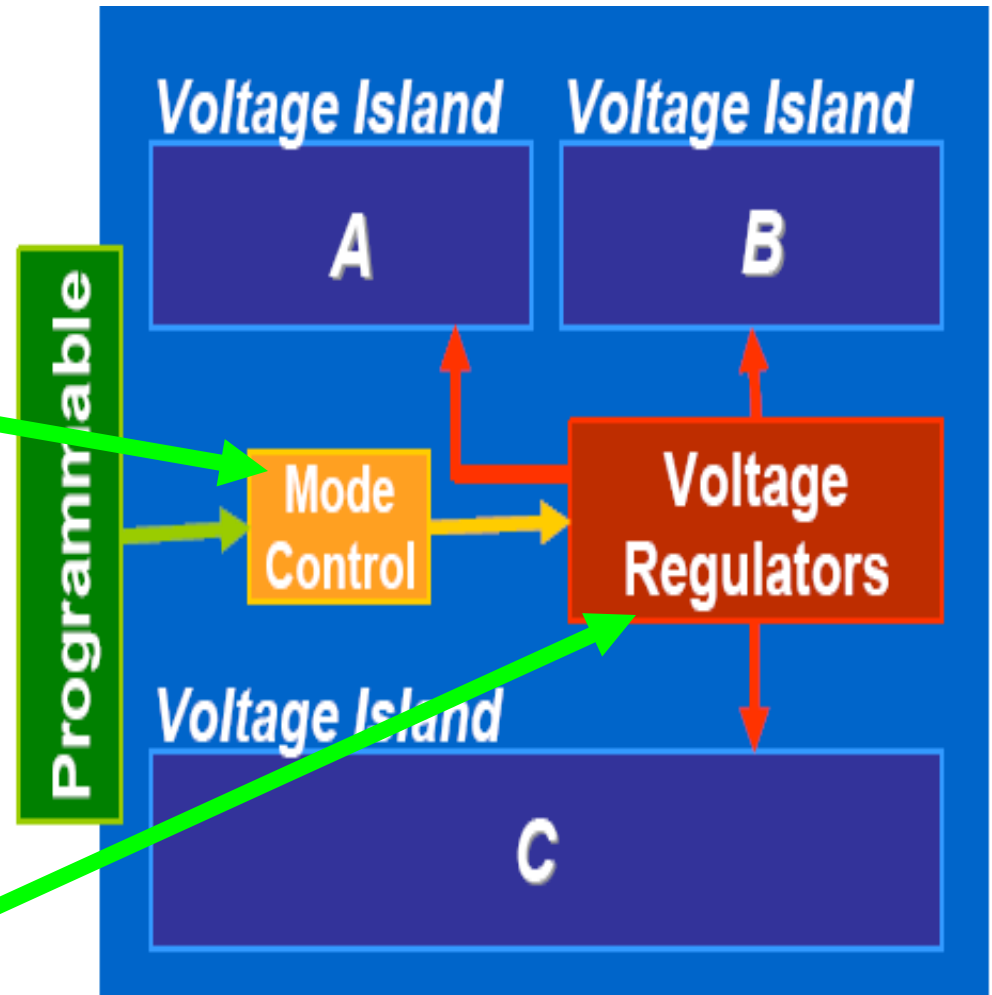 Voltage Island
A
Voltage Island
B
Programmable
Mode
Control
Voltage
Regulators
Voltage Island
C